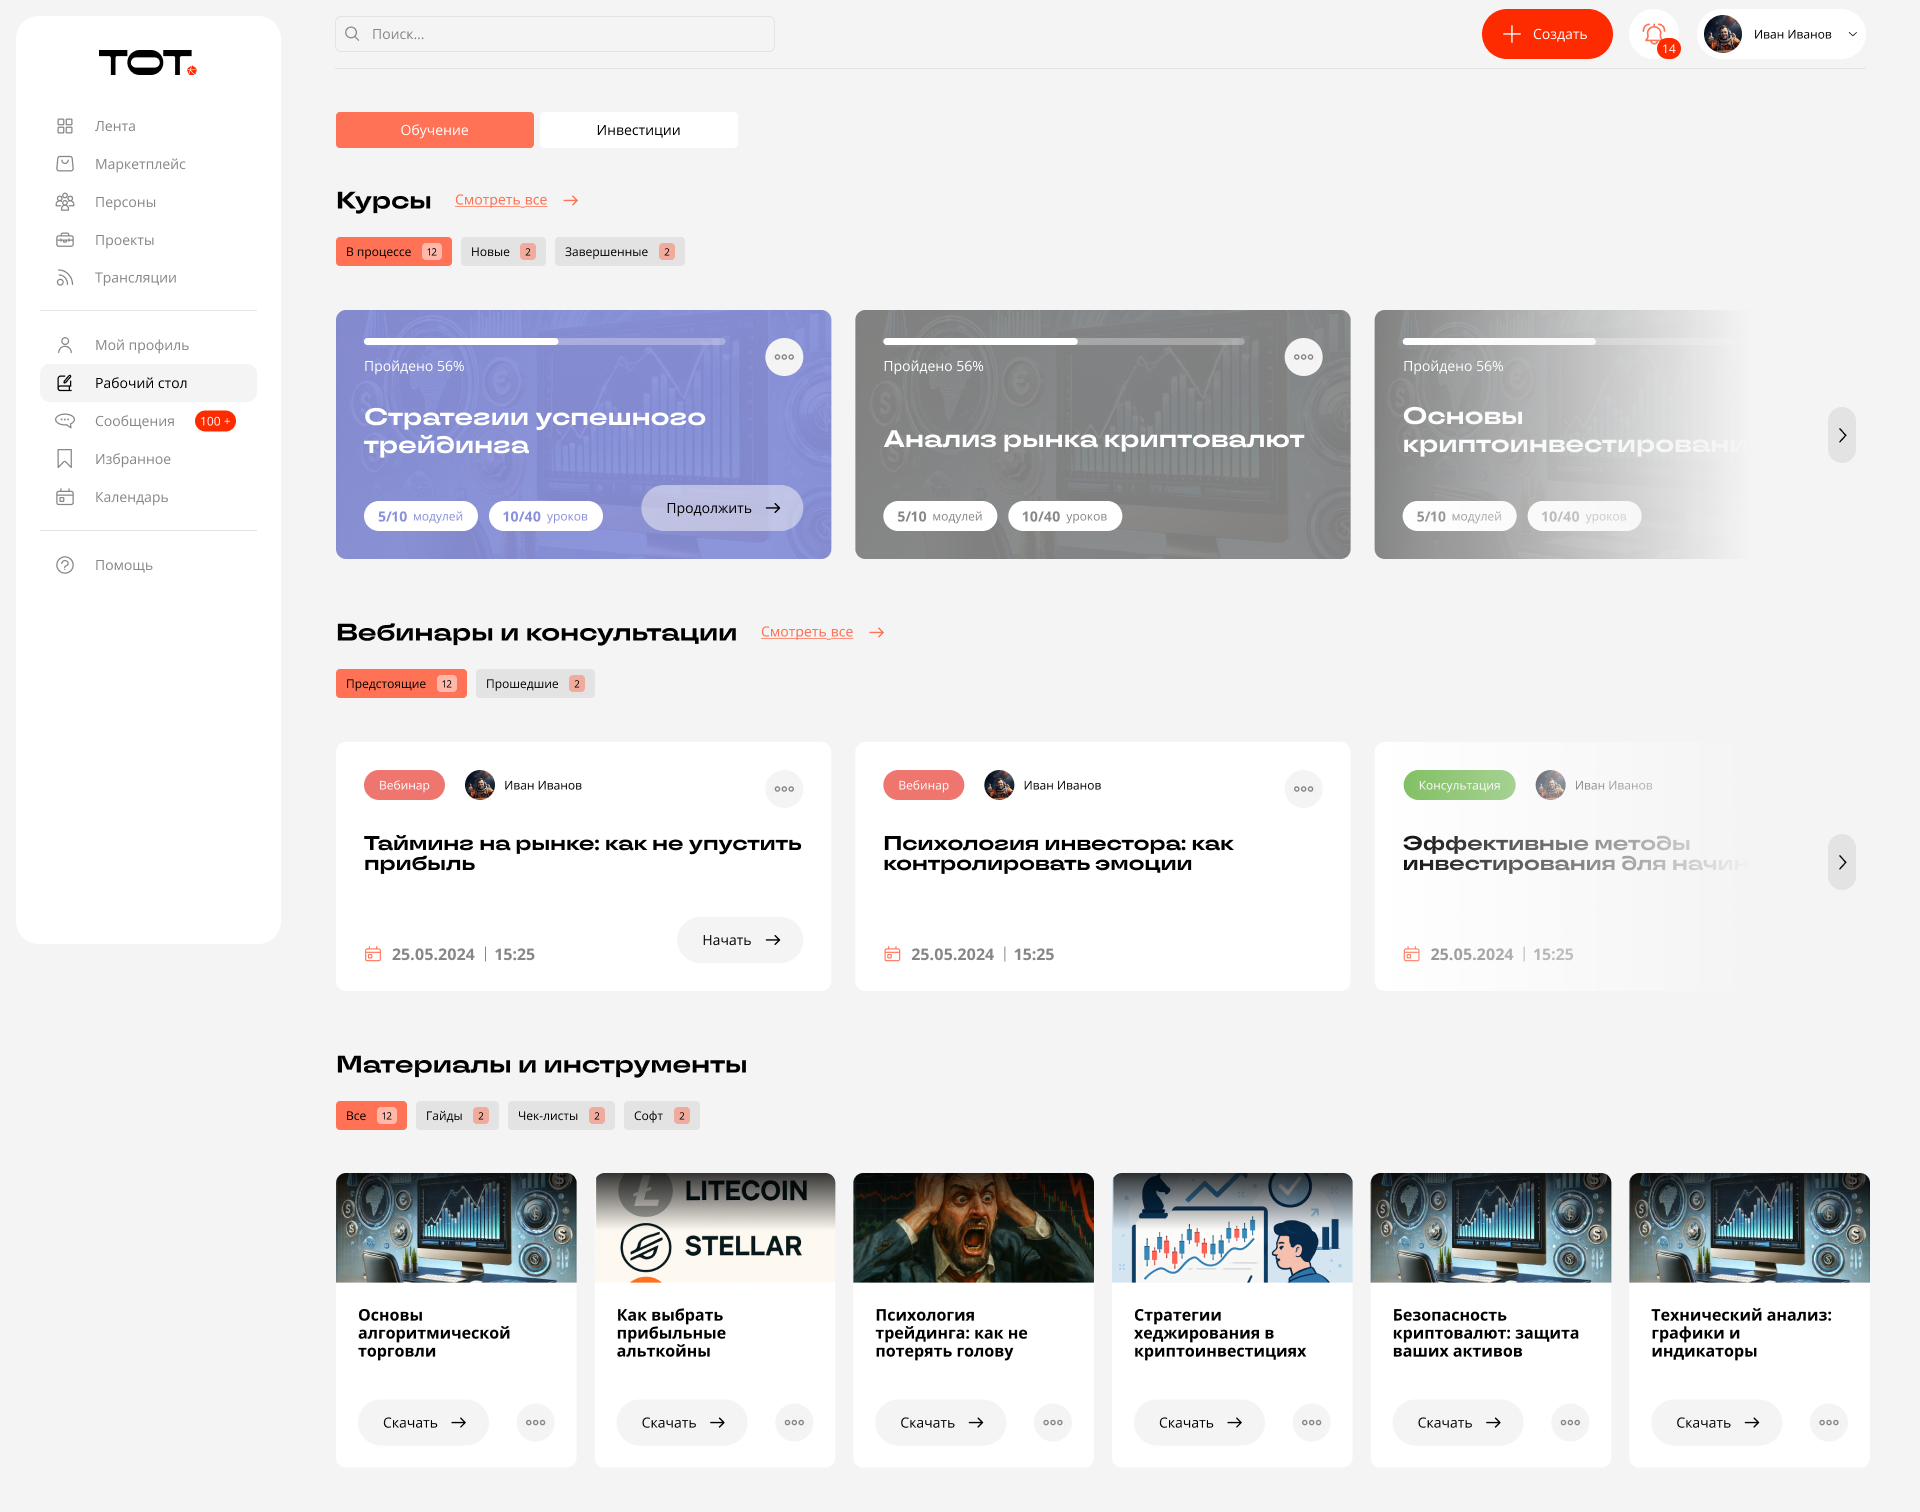 ТОТ.
Лента
Маркетплейс
Персоны
Проекты
Трансляции
Мой профиль
Рабочий стол
Сообщения 100 +
Избранное
Календарь
Помощь
Поиск...
Создать
14
Иван Иванов
Обучение
Инвестиции
Курсы
Смотреть все
В процессе 12
Новые 2
Завершенные 2
Пройдено 56%
Стратегии успешного
трейдинга
5/10 модулей
10/40 уроков
Продолжить
Пройдено 56%
Анализ рынка криптовалют
5/10 модулей
10/40 уроков
Пройдено 56%
Основы
криптоинвестировани
5/10 модулей
10/40 уроков
Вебинары и консультации
Смотреть все
Предстоящие 12
Прошедшие 2
Вебинар
Иван Иванов
Тайминг на рынке: как не упустить
прибыль
25.05.2024 | 15:25
Начать
Вебинар
Иван Иванов
Психология инвестора: как
контролировать эмоции
25.05.2024 | 15:25
Консультация
Иван Иванов
Эффективные методы
инвестирования для начин
25.05.2024 | 15:25
Материалы и инструменты
Все 12
Гайды 2
Чек-листы 2
Софт 2
Основы
алгоритмической
торговли
Скачать
LITECOIN
STELLAR
Как выбрать
прибыльные
альткойны
Скачать
Психология
трейдинга: как не
потерять голову
Скачать
Стратегии
хеджирования в
криптоинвестициях
Скачать
Безопасность
криптовалют: защита
ваших активов
Скачать
Технический анализ:
графики и
индикаторы
Скачать